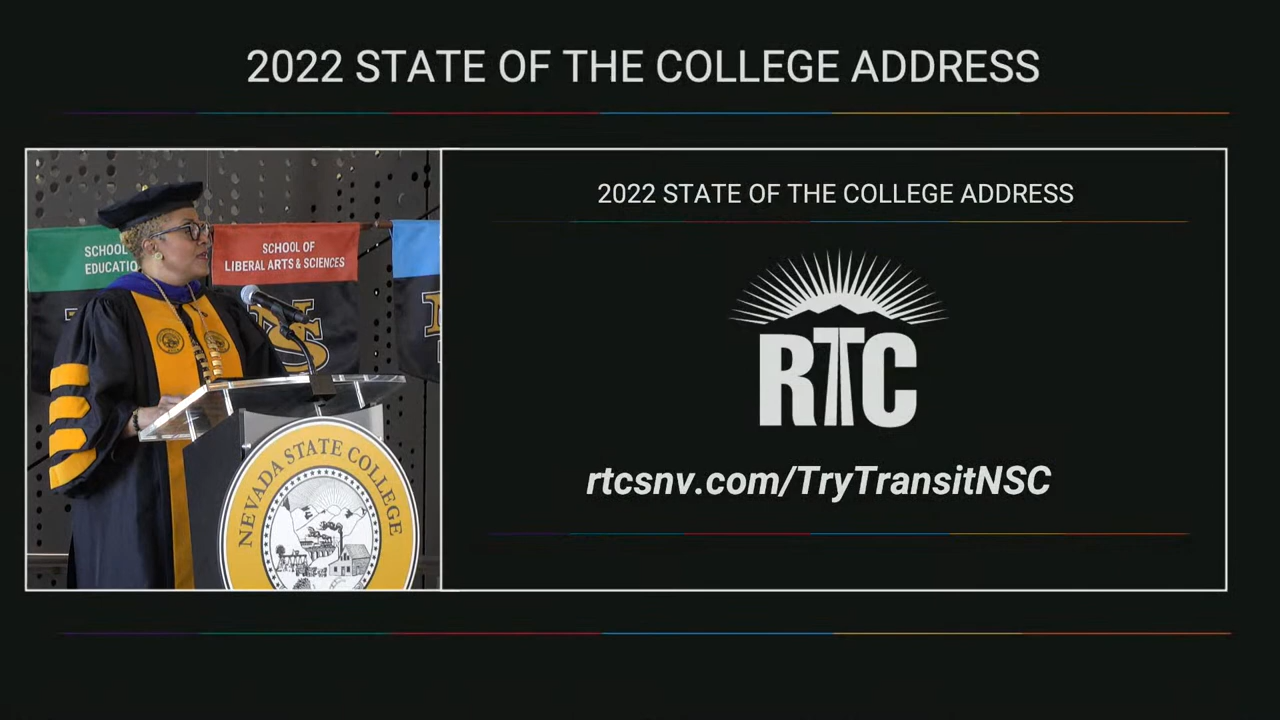 2022 STATE OF THE COLLEGE ADDRESS
SCHOOL
EDUCATIO
SCHOOL OF
LIBERAL ARTS & SCIENCES
NEVADA STATE COLLEGE
2022 STATE OF THE COLLEGE ADDRESS
RTC
rtcsnv.com/TryTransitNSC